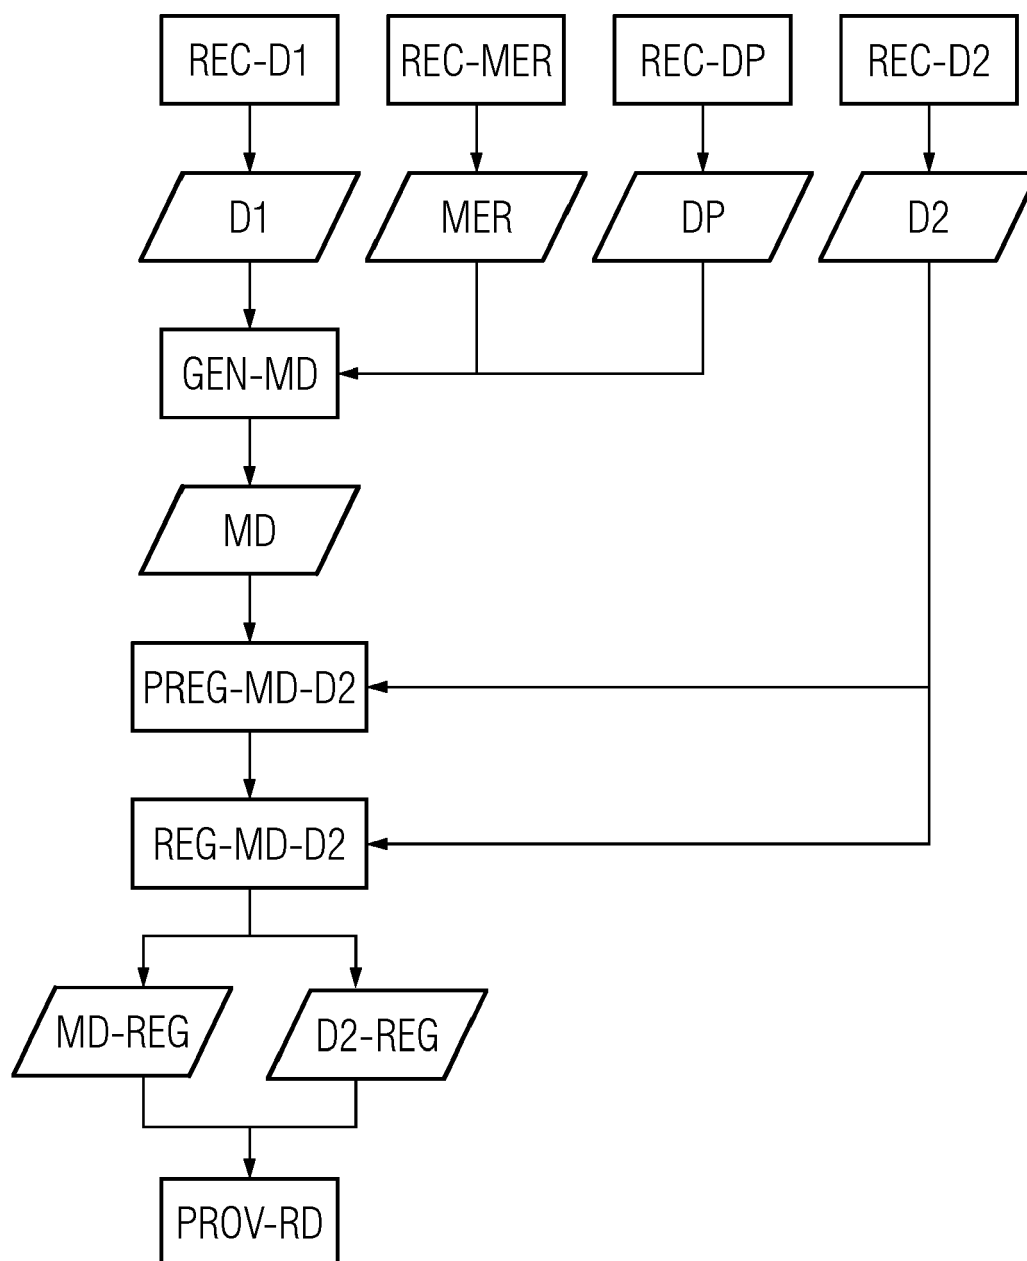 REC-D1
REC-MER
REC-DP
REC-D2
D1
MER
DP
D2
GEN-MD
MD
PREG-MD-D2
REG-MD-D2
MD-REG
D2-REG
PROV-RD